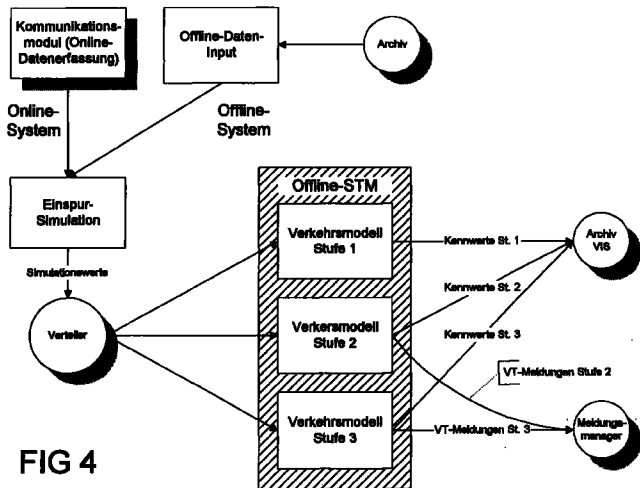 Kommunikations-
modul (Online-
Datenerfassung)
Offline-Daten-
Input
Archiv
Online-
System
Offline-
System
Einspur-
Simulation
Simulationswerte
Verteiler
Offline-STM
Verkehrsmodell
Stufe 1
Verkersmodell
Stufe 2
Verkehrsmodell
Stufe 3
Kennwerte St. 1
Kennwerte St. 2
Kennwerte St. 3
VT-Meldungen Stufe 2
VT-Meldungen St. 3
Archiv
VIS
Meldungs-
manager
FIG 4